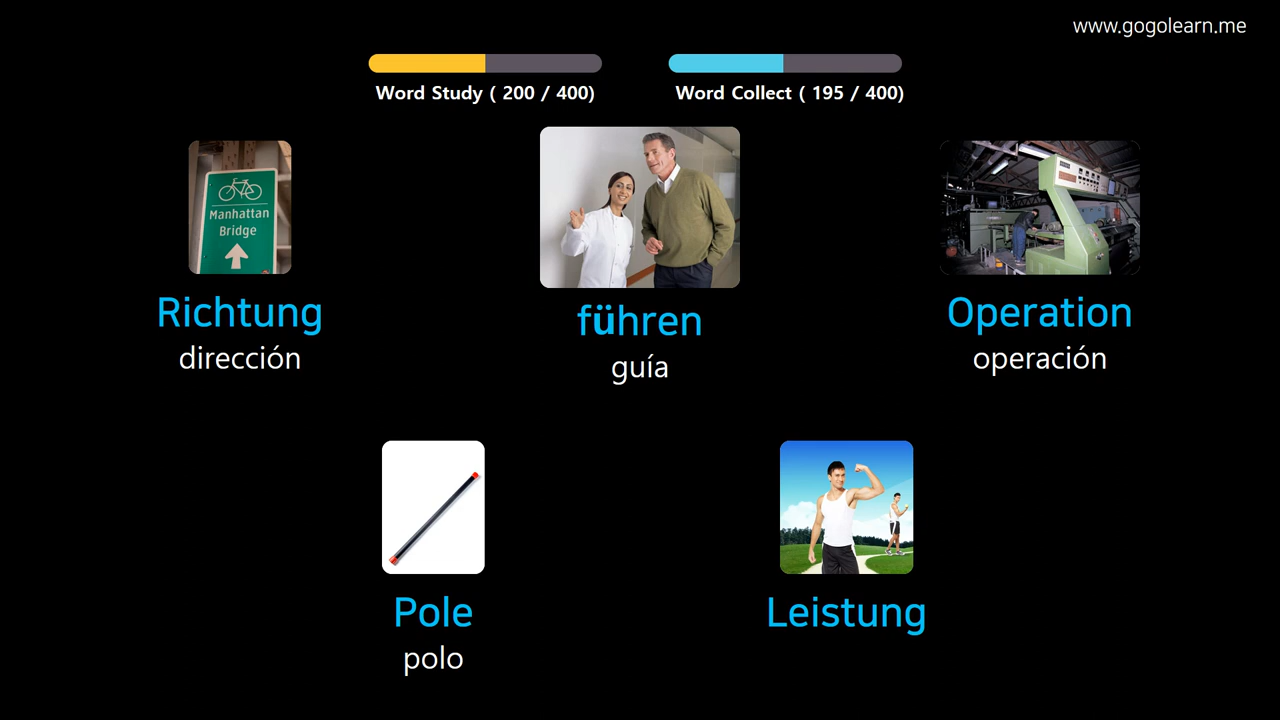 www.gogolearn.me
Word Study ( 200 / 400)
Word Collect ( 195 / 400)
Manhattan
Bridge
Richtung
dirección
führen
guía
Operation
operación
Pole
polo
Leistung